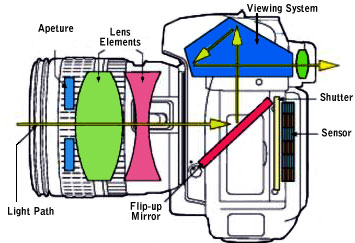 Viewing System
Apeture
Lens
Elements
Shutter
Sensor
Light Path
Flip-up
Mirror